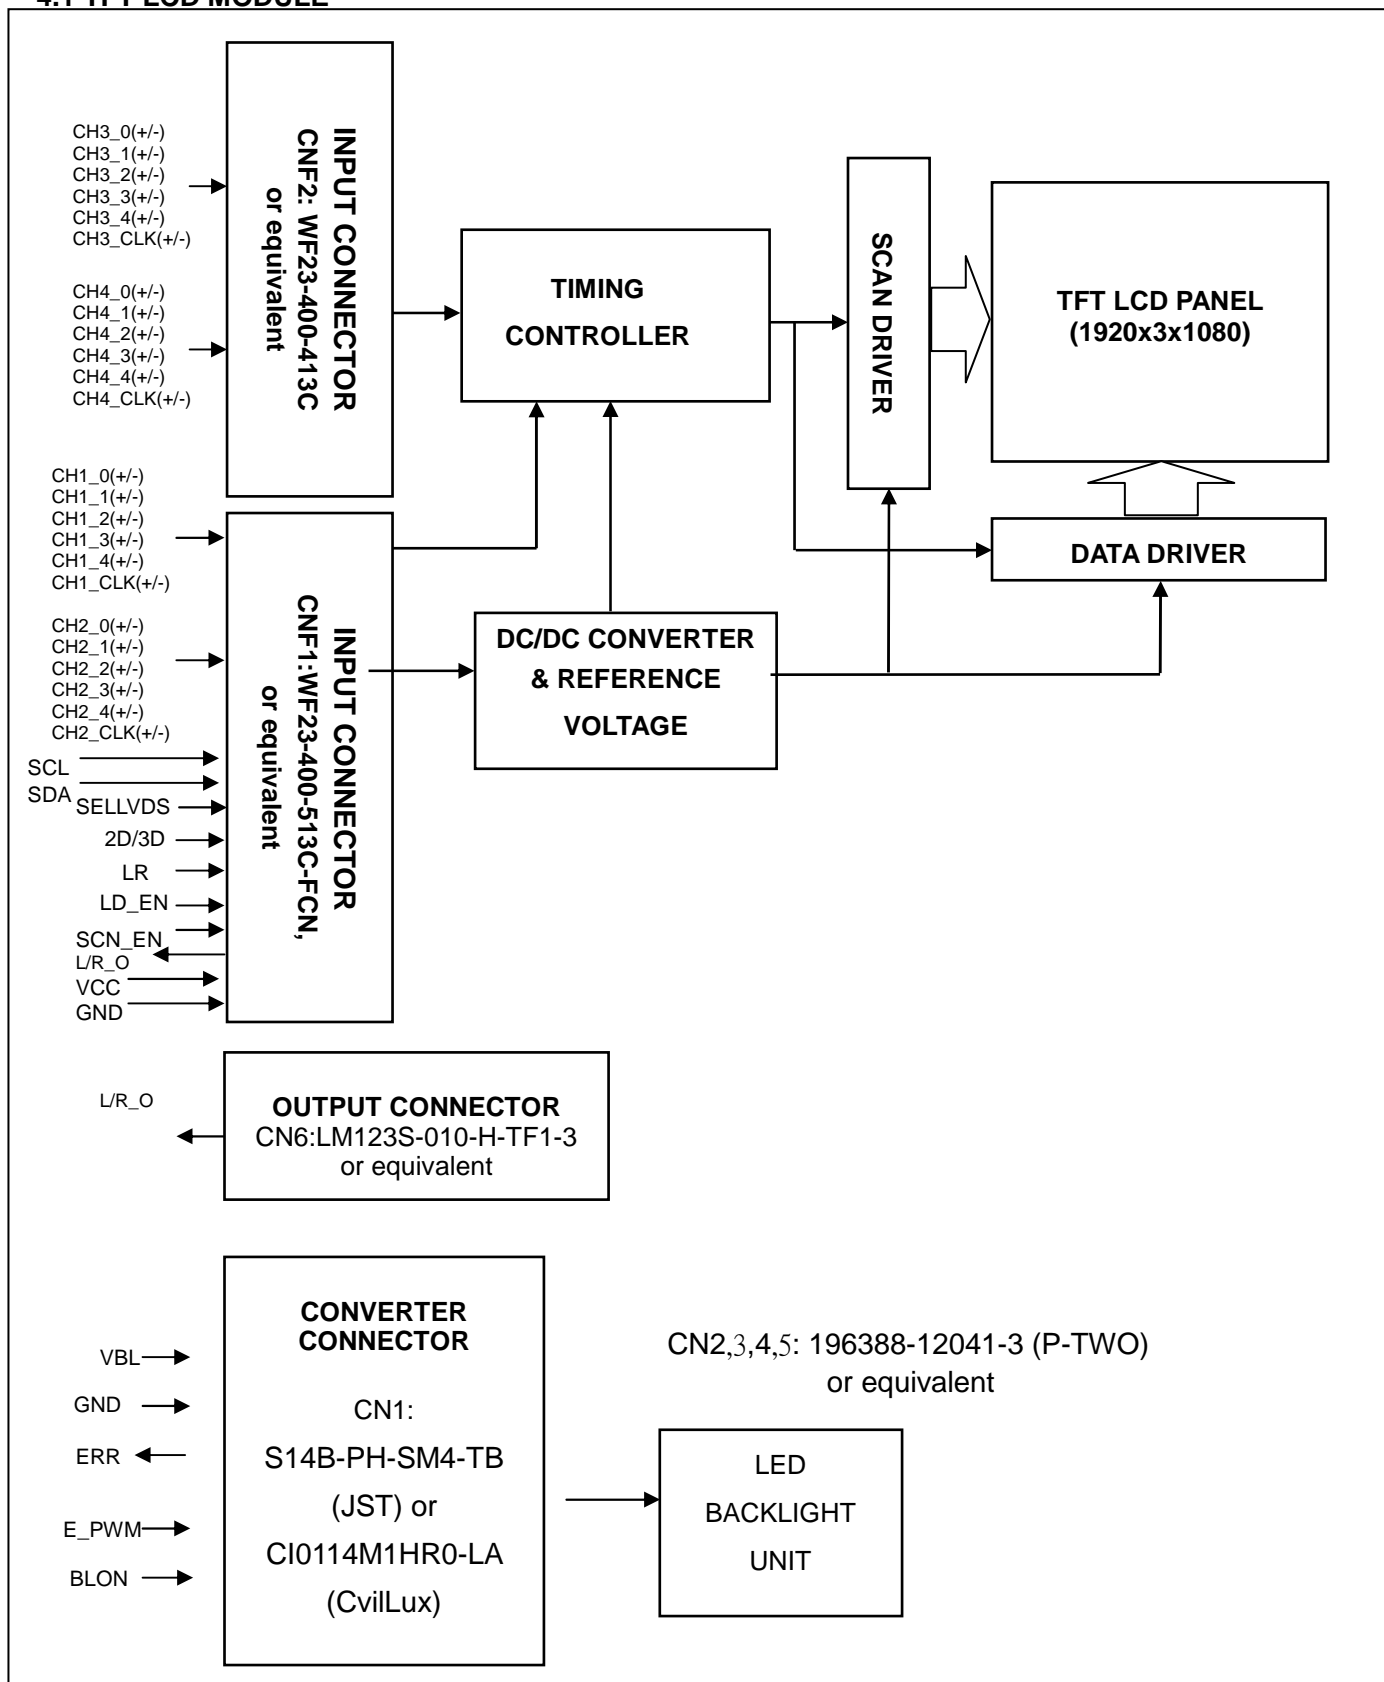 4.1 TFT LCD MODULE
CH3_0(+/-)
CH3_1(+/-)
CH3_2(+/-)
CH3_3(+/-)
CH3_4(+/-)
CH3_CLK(+/-)
CH4_0(+/-)
CH4_1(+/-)
CH4_2(+/-)
CH4_3(+/-)
CH4_4(+/-)
CH4_CLK(+/-)
INPUT CONNECTOR
CNF2: WF23-400-413C
or equivalent
TIMING
CONTROLLER
SCAN DRIVER
TFT LCD PANEL
(1920x3x1080)
DATA DRIVER
CH1_0(+/-)
CH1_1(+/-)
CH1_2(+/-)
CH1_3(+/-)
CH1_4(+/-)
CH1_CLK(+/-)
CH2_0(+/-)
CH2_1(+/-)
CH2_2(+/-)
CH2_3(+/-)
CH2_4(+/-)
CH2_CLK(+/-)
SCL
SDA
SELLVDS
2D/3D
LR
LD_EN
SCN_EN
L/R_O
VCC
GND
INPUT CONNECTOR
CNF1:WF23-400-513C-FCN,
or equivalent
DC/DC CONVERTER
& REFERENCE
VOLTAGE
L/R_O
OUTPUT CONNECTOR
CN6:LM123S-010-H-TF1-3
or equivalent
VBL
GND
ERR
E_PWM
BLON
CONVERTER
CONNECTOR
CN1:
S14B-PH-SM4-TB
(JST) or
CI0114M1HR0-LA
(CvilLux)
CN2,3,4,5: 196388-12041-3 (P-TWO)
or equivalent
LED
BACKLIGHT
UNIT